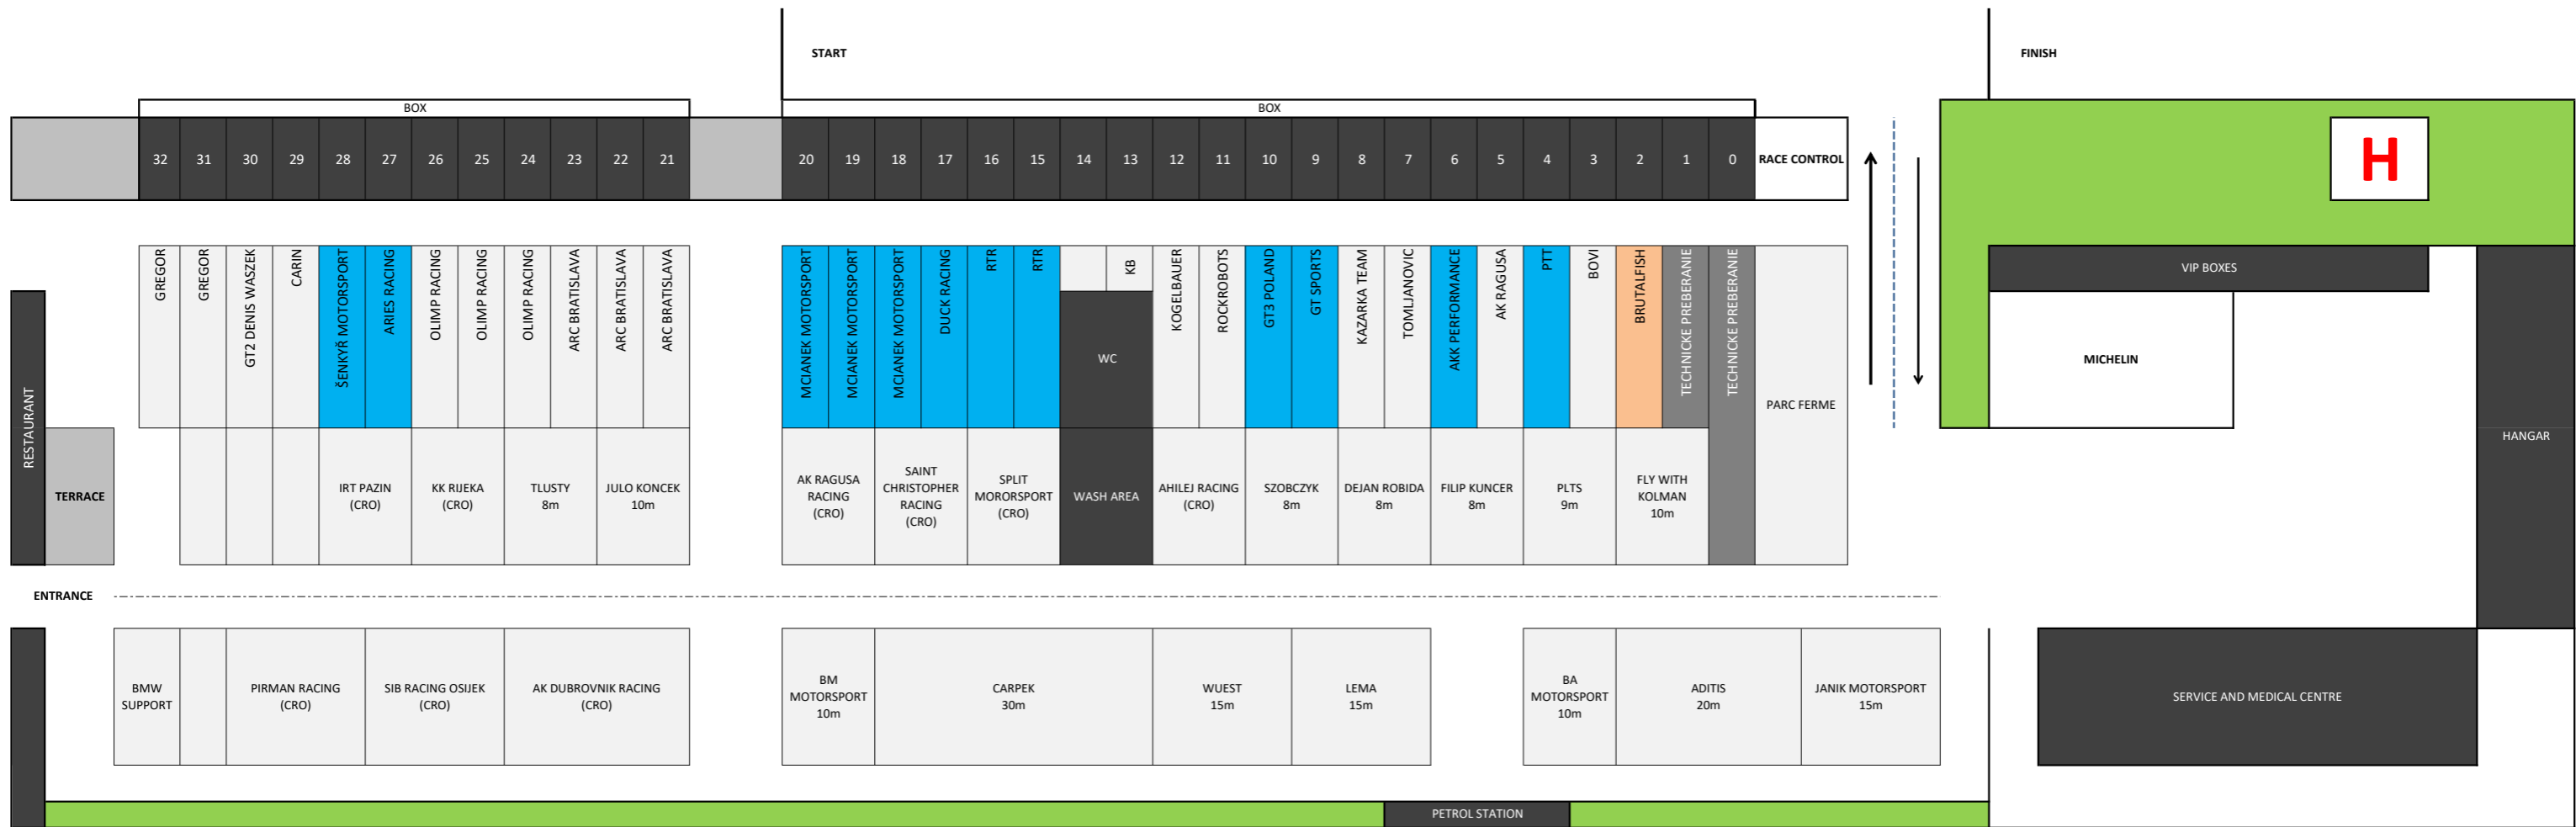 START
FINISH
BOX
BOX
32 31 30 29 28 27 26 25 24 23 22 21
20 19 18 17 16 15 14 13 12 11 10 9 8 7 6 5 4 3 2 1 0
RACE CONTROL
H
GREGOR
GREGOR
GT2 DENIS WASZEK
CARIN
ŠENKYŘ MOTORSPORT
ARIES RACING
OLIMP RACING
OLIMP RACING
OLIMP RACING
ARC BRATISLAVA
ARC BRATISLAVA
ARC BRATISLAVA
MCIANEK MOTORSPORT
MCIANEK MOTORSPORT
MCIANEK MOTORSPORT
DUCK RACING
RTR
RTR
KB
WC
KOGELBAUER
ROCKROBOTS
GT3 POLAND
GT SPORTS
KAZARKA TEAM
TOMLJANOVIC
AKK PERFORMANCE
AK RAGUSA
PTT
BOVI
BRUTALFISH
TECHNICKE PREBERANIE
TECHNICKE PREBERANIE
PARC FERME
VIP BOXES
MICHELIN
HANGAR
RESTAURANT
TERRACE
IRT PAZIN
(CRO)
KK RIJEKA
(CRO)
TLUSTY
8m
JULO KONCEK
10m
AK RAGUSA
RACING
(CRO)
SAINT
CHRISTOPHER
RACING
(CRO)
SPLIT
MORORSPORT
(CRO)
WASH AREA
AHILEJ RACING
(CRO)
SZOBCZYK
8m
DEJAN ROBIDA
8m
FILIP KUNCER
8m
PLTS
9m
FLY WITH
KOLMAN
10m
ENTRANCE
BMW
SUPPORT
PIRMAN RACING
(CRO)
SIB RACING OSIJEK
(CRO)
AK DUBROVNIK RACING
(CRO)
BM
MOTORSPORT
10m
CARPEK
30m
WUEST
15m
LEMA
15m
BA
MOTORSPORT
10m
ADITIS
20m
JANIK MOTORSPORT
15m
SERVICE AND MEDICAL CENTRE
PETROL STATION